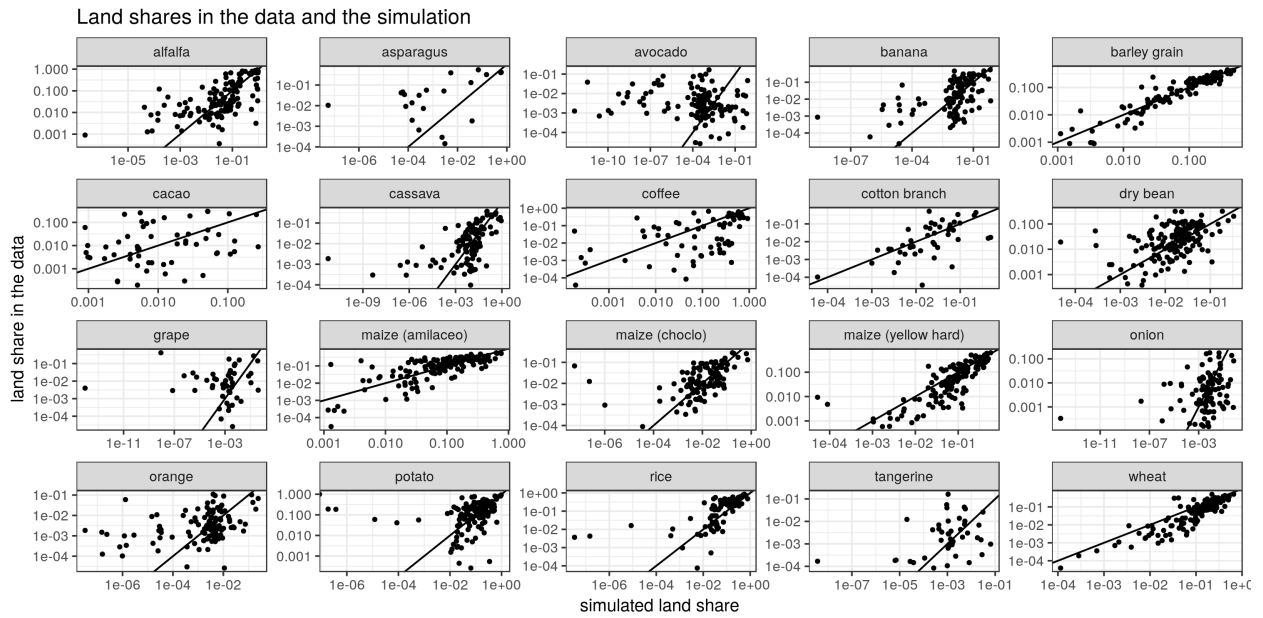 Land shares in the data and the simulation
alfalfa asparagus avocado banana barley grain
1.000 0.100 0.010 0.001
1e-01 1e-02 1e-03 1e-04
1e-01 1e-02 1e-03 1e-04
1e-01 1e-02 1e-03 1e-04
0.100 0.010 0.001
1e-05 1e-03 1e-01
1e-06 1e-04 1e-02 1e+00
1e-10 1e-07 1e-04 1e-01
1e-07 1e-04 1e-01
0.001 0.010 0.100
cacao cassava coffee cotton branch dry bean
0.100 0.010 0.001
1e-01 1e-02 1e-03 1e-04
1e+00 1e-01 1e-02 1e-03 1e-04
1e-01 1e-02 1e-03 1e-04
0.100 0.010 0.001
0.001 0.010 0.100
1e-09 1e-06 1e-03 1e+00
0.001 0.010 0.100 1.000
1e-04 1e-03 1e-02 1e-01
1e-04 1e-03 1e-02 1e-01
land share in the data
grape maize (amilaceo) maize (choclo) maize (yellow hard) onion
1e-01 1e-02 1e-03 1e-04
1e-01 1e-02 1e-03 1e-04
1e-01 1e-02 1e-03 1e-04
0.100 0.010 0.001
0.100 0.010 0.001
1e-11 1e-07 1e-03
0.001 0.010 0.100 1.000
1e-06 1e-04 1e-02 1e+00
1e-04 1e-03 1e-02 1e-01
1e-11 1e-07 1e-03
orange potato rice tangerine wheat
1e-01 1e-02 1e-03 1e-04
1.000 0.100 0.010 0.001
1e+00 1e-01 1e-02 1e-03 1e-04
1e-01 1e-02 1e-03 1e-04
1e-01 1e-02 1e-03 1e-04
1e-06 1e-04 1e-02
1e-06 1e-04 1e-02 1e+00
1e-06 1e-04 1e-02 1e+00
1e-07 1e-05 1e-03 1e-01
1e-04 1e-03 1e-02 1e-01 1e+0
simulated land share